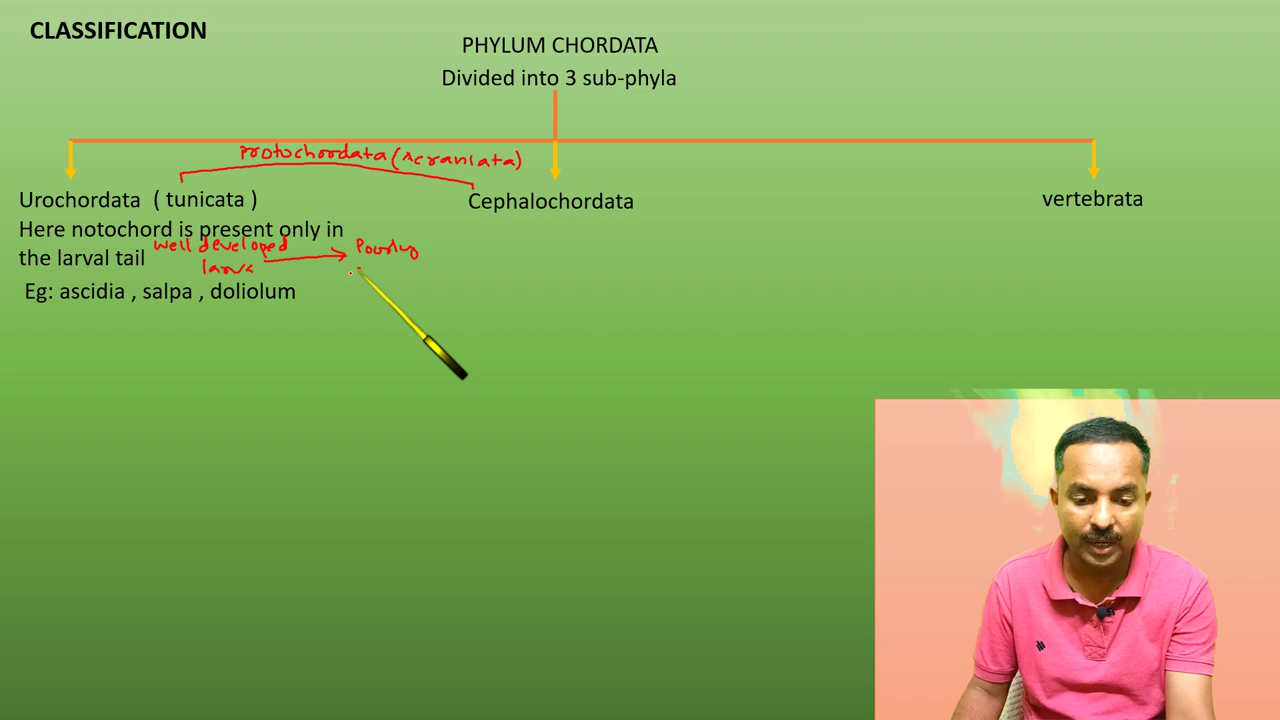 CLASSIFICATION
PHYLUM CHORDATA
Divided into 3 sub-phyla
Protochordata (Acraniata)
Urochordata ( tunicata )
Cephalochordata
vertebrata
Here notochord is present only in
the larval tail
well developed
larva
Poorly
Eg: ascidia , salpa , doliolum